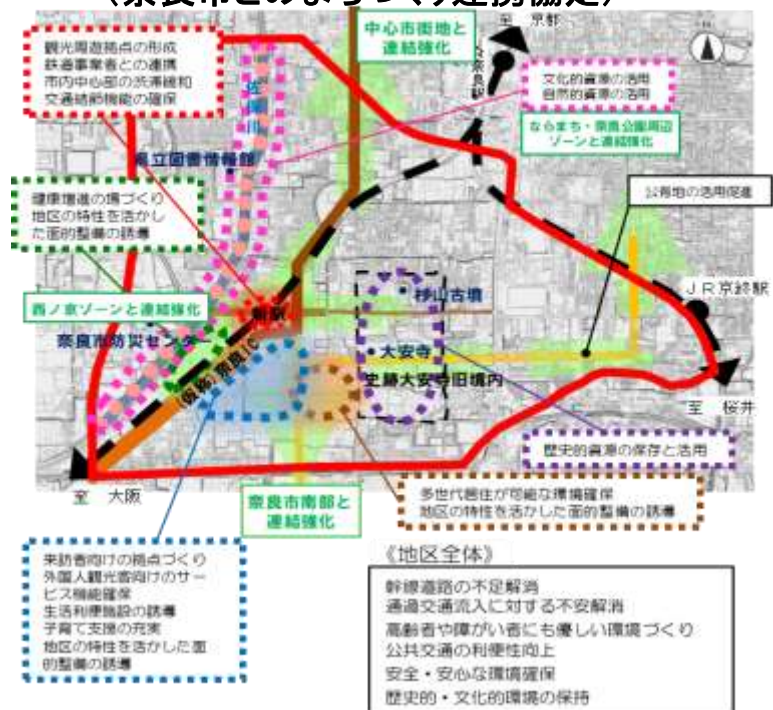 （奈良市とのまちづくり連携協定）
中心市街地と
連結強化
至 京都
観光周遊拠点の形成
鉄道事業者との連携
市内中心部の渋滞緩和
交通結節機能の確保
佐保川
JR奈良駅
文化的資源の活用
自然的資源の活用
ならまち・奈良公園周辺
ゾーンと連結強化
県立図書情報館
公有地の活用促進
健康増進の場づくり
地区の特性を活かし
た面的整備の誘導
西ノ京ゾーンと連結強化
新駅
杉山古墳
JR京終駅
奈良市防災センター
(仮称)奈良IC
大安寺
史跡大安寺旧境内
至 桜井
歴史的資源の保存と活用
至 大阪
奈良市南部と
連結強化
多世代居住が可能な環境確保
地区の特性を活かした面的整備の誘導
来訪者向けの拠点づくり
外国人観光客向けのサー
ビス機能確保
生活利便施設の誘導
子育て支援の充実
地区の特性を活かした面
的整備の誘導
《地区全体》
幹線道路の不足解消
通過交通流入に対する不安解消
高齢者や障がい者にも優しい環境づくり
公共交通の利便性向上
安全・安心な環境確保
歴史的・文化的環境の保持